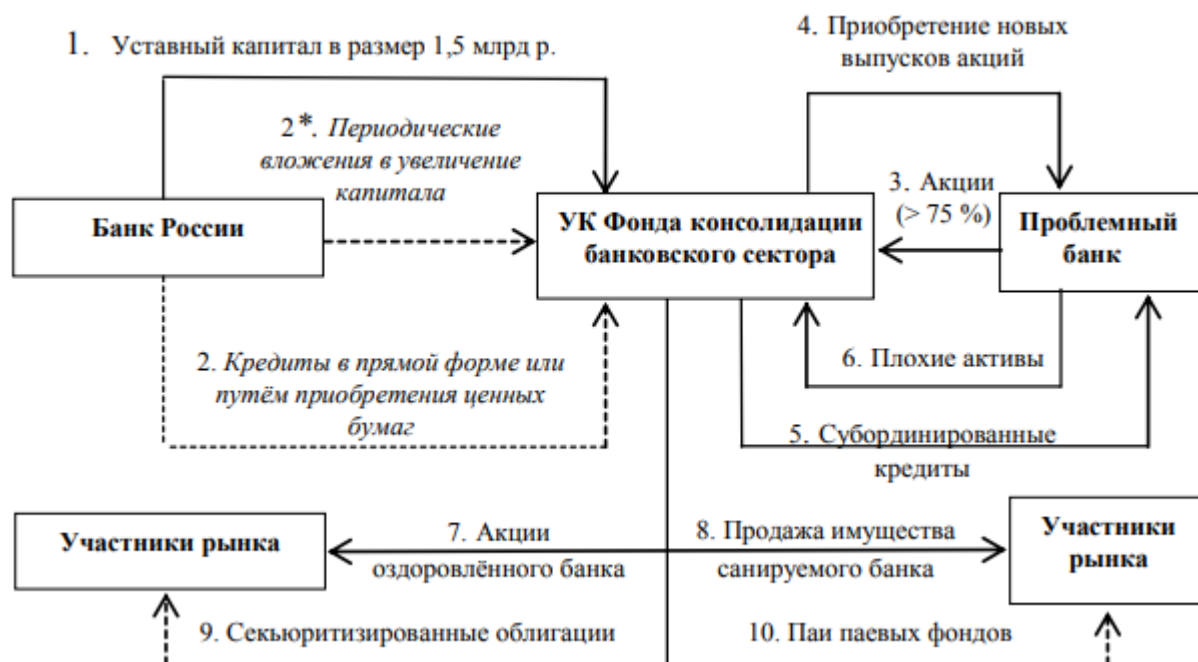 1. Уставный капитал в размер 1,5 млрд р.
4. Приобретение новых
выпусков акций
2*. Периодические
вложения в увеличение
капитала
3. Акции
(> 75 %)
Банк России
УК Фонда консолидации
банковского сектора
Проблемный
банк
2. Кредиты в прямой форме или
путём приобретения ценных
бумаг
6. Плохие активы
5. Субординированные
кредиты
Участники рынка
7. Акции
оздоровлённого банка
8. Продажа имущества
санируемого банка
Участники
рынка
9. Секьюритизированные облигации
10. Паи паевых фондов